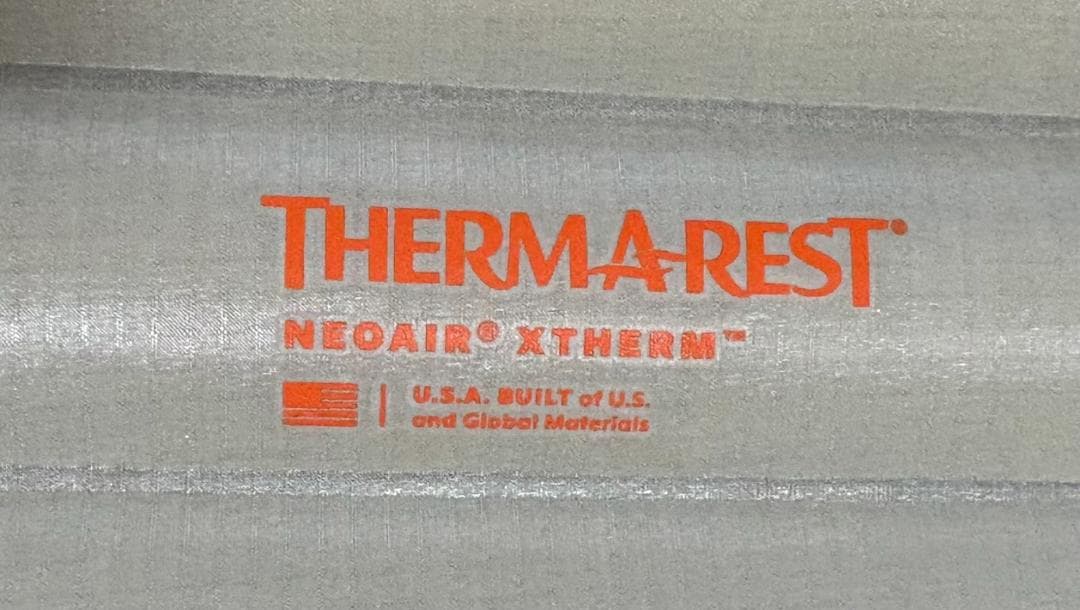 THERM-A-REST®
NEOAIR® XTHERM™
U.S.A. BUILT of U.S.
and Global Materials